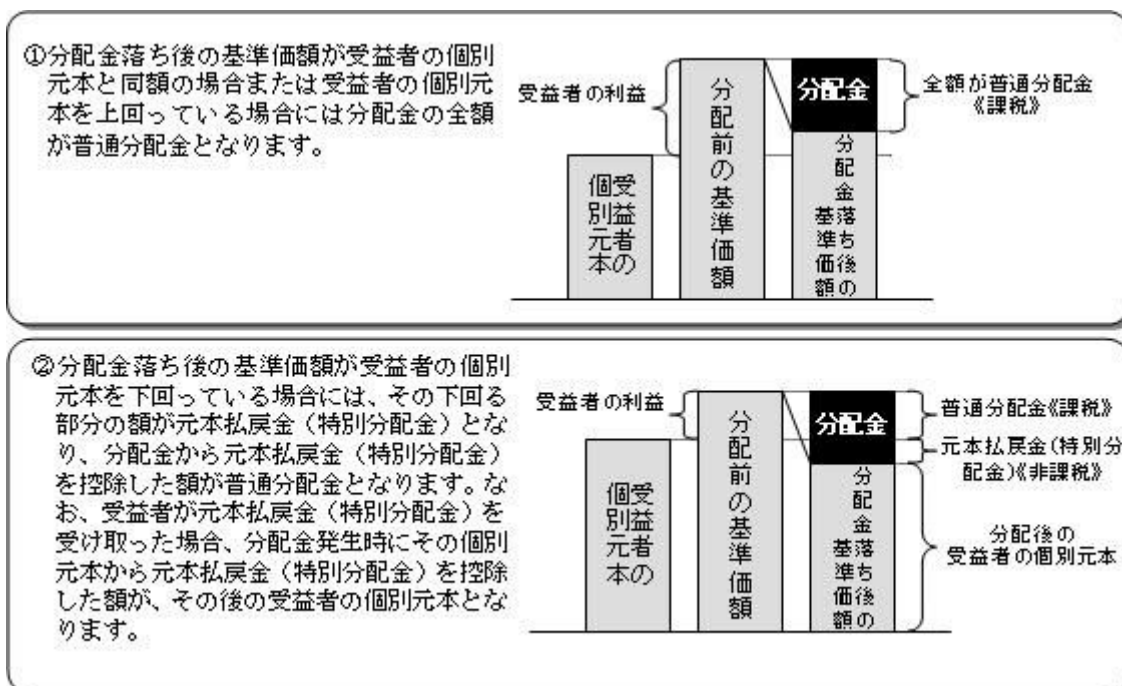 ①分配金落ち後の基準価額が受益者の個別
元本と同額の場合または受益者の個別元
本を上回っている場合には分配金の全額
が普通分配金となります。
受益者の利益
受益者の
個別元本
分配前の基準価額
分配金
分配金落ち後の
基準価額
全額が普通分配金
《課税》
②分配金落ち後の基準価額が受益者の個別
元本を下回っている場合には、その下回る
部分の額が元本払戻金（特別分配金）とな
り、分配金から元本払戻金（特別分配金）
を控除した額が普通分配金となります。な
お、受益者が元本払戻金（特別分配金）を
受け取った場合、分配金発生時にその個別
元本から元本払戻金（特別分配金）を控除
した額が、その後の受益者の個別元本とな
ります。
受益者の利益
受益者の
個別元本
分配前の基準価額
分配金
分配金落ち後の
基準価額
普通分配金《課税》
元本払戻金（特別分
配金）《非課税》
分配後の
受益者の個別元本